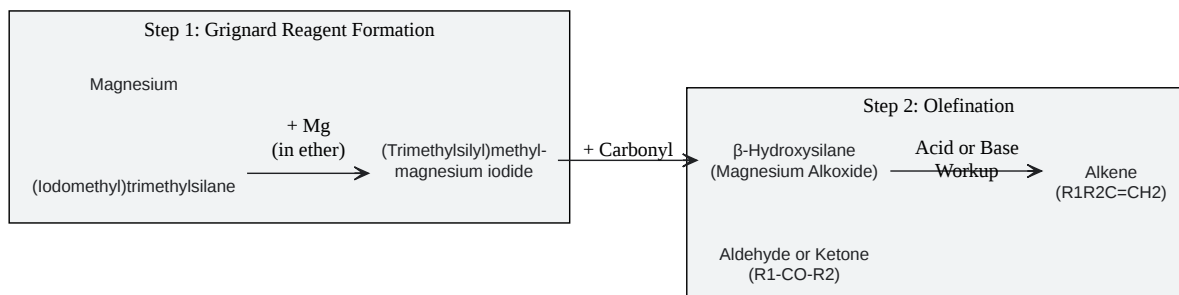 Step 1: Grignard Reagent Formation
Magnesium
+ Mg
(in ether)
(Iodomethyl)trimethylsilane
(Trimethylsilyl)methyl-
magnesium iodide
+ Carbonyl
Step 2: Olefination
β-Hydroxysilane
(Magnesium Alkoxide)
Acid or Base
Workup
Alkene
(R1R2C=CH2)
Aldehyde or Ketone
(R1-CO-R2)